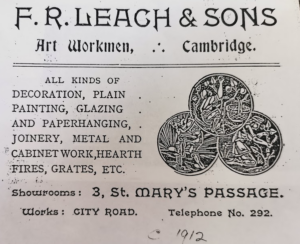 F. R. LEACH & SONS
Art Workmen, ∴ Cambridge.
ALL KINDS OF
DECORATION, PLAIN
PAINTING, GLAZING
AND PAPERHANGING,
JOINERY, METAL AND
CABINET WORK, HEARTH
FIRES, GRATES, ETC.
Showrooms: 3, St. MARY'S PASSAGE.
Works: CITY ROAD. Telephone No. 292.
C 1912